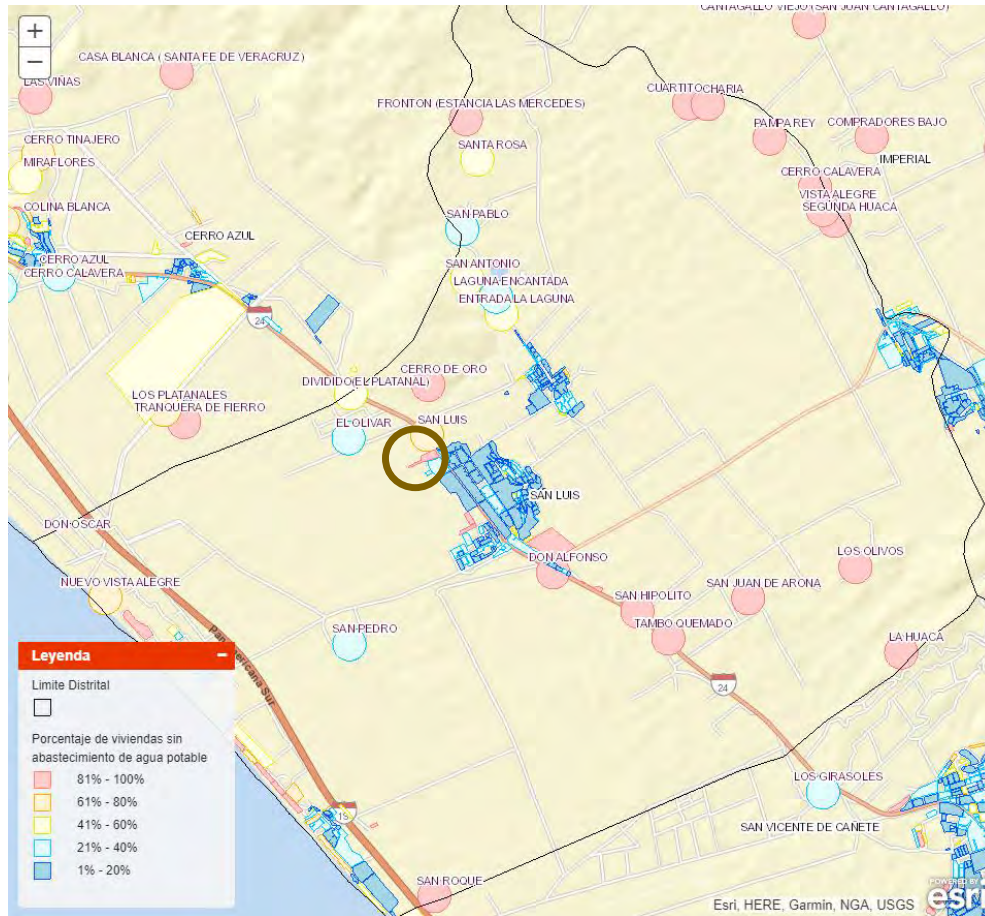 CANTAGALLO VIEJO (SAN JUAN CANTAGALLO)
+
−
CASA BLANCA ( SANTA FE DE VERACRUZ )
LAS VIÑAS
CUARTITOCHARIA
FRONTON (ESTANCIA LAS MERCEDES)
PAMPA REY
COMPRADORES BAJO
CERRO TINAJERO
SANTA ROSA
IMPERIAL
MIRAFLORES
CERRO CALAVERA
VISTA ALEGRE
COLINA BLANCA
SEGUNDA HUACA
SAN PABLO
CERRO AZUL
CERRO AZUL
SAN ANTONIO
CERRO CALAVERA
LAGUNA ENCANTADA
ENTRADA LA LAGUNA
24
CERRO DE ORO
DIVIDIDO(EL PLATANAL)
LOS PLATANALES
TRANQUERA DE FIERRO
EL OLIVAR
SAN LUIS
SAN LUIS
DON OSCAR
DON ALFONSO
LOS OLIVOS
NUEVO VISTA ALEGRE
SAN JUAN DE ARONA
SAN HIPOLITO
TAMBO QUEMADO
SAN PEDRO
LA HUACA
Panamericana Sur
24
Leyenda −
Limite Distrital
Porcentaje de viviendas sin
abastecimiento de agua potable
81% - 100%
61% - 80%
41% - 60%
21% - 40%
1% - 20%
LOS GIRASOLES
SAN VICENTE DE CAÑETE
SAN ROQUE
POWERED BY
esri
Esri, HERE, Garmin, NGA, USGS